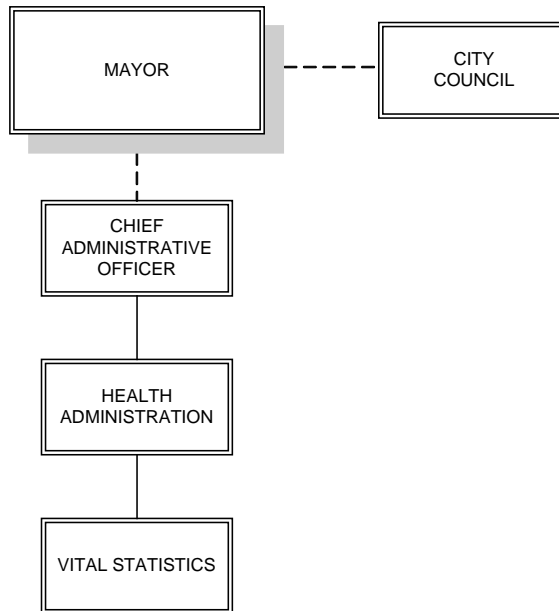 MAYOR
CITY
COUNCIL
CHIEF
ADMINISTRATIVE
OFFICER
HEALTH
ADMINISTRATION
VITAL STATISTICS